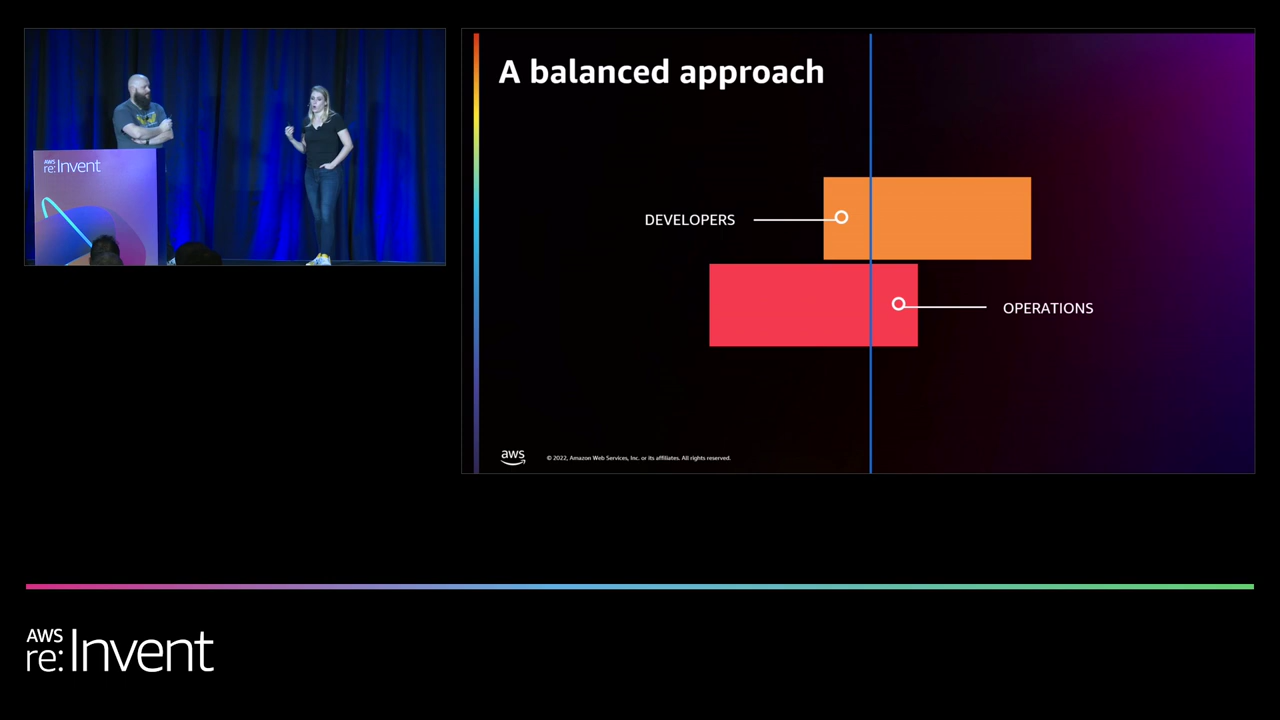 AWS
re:Invent
A balanced approach
DEVELOPERS
OPERATIONS
aws
© 2022, Amazon Web Services, Inc. or its affiliates. All rights reserved.
AWS
re:Invent